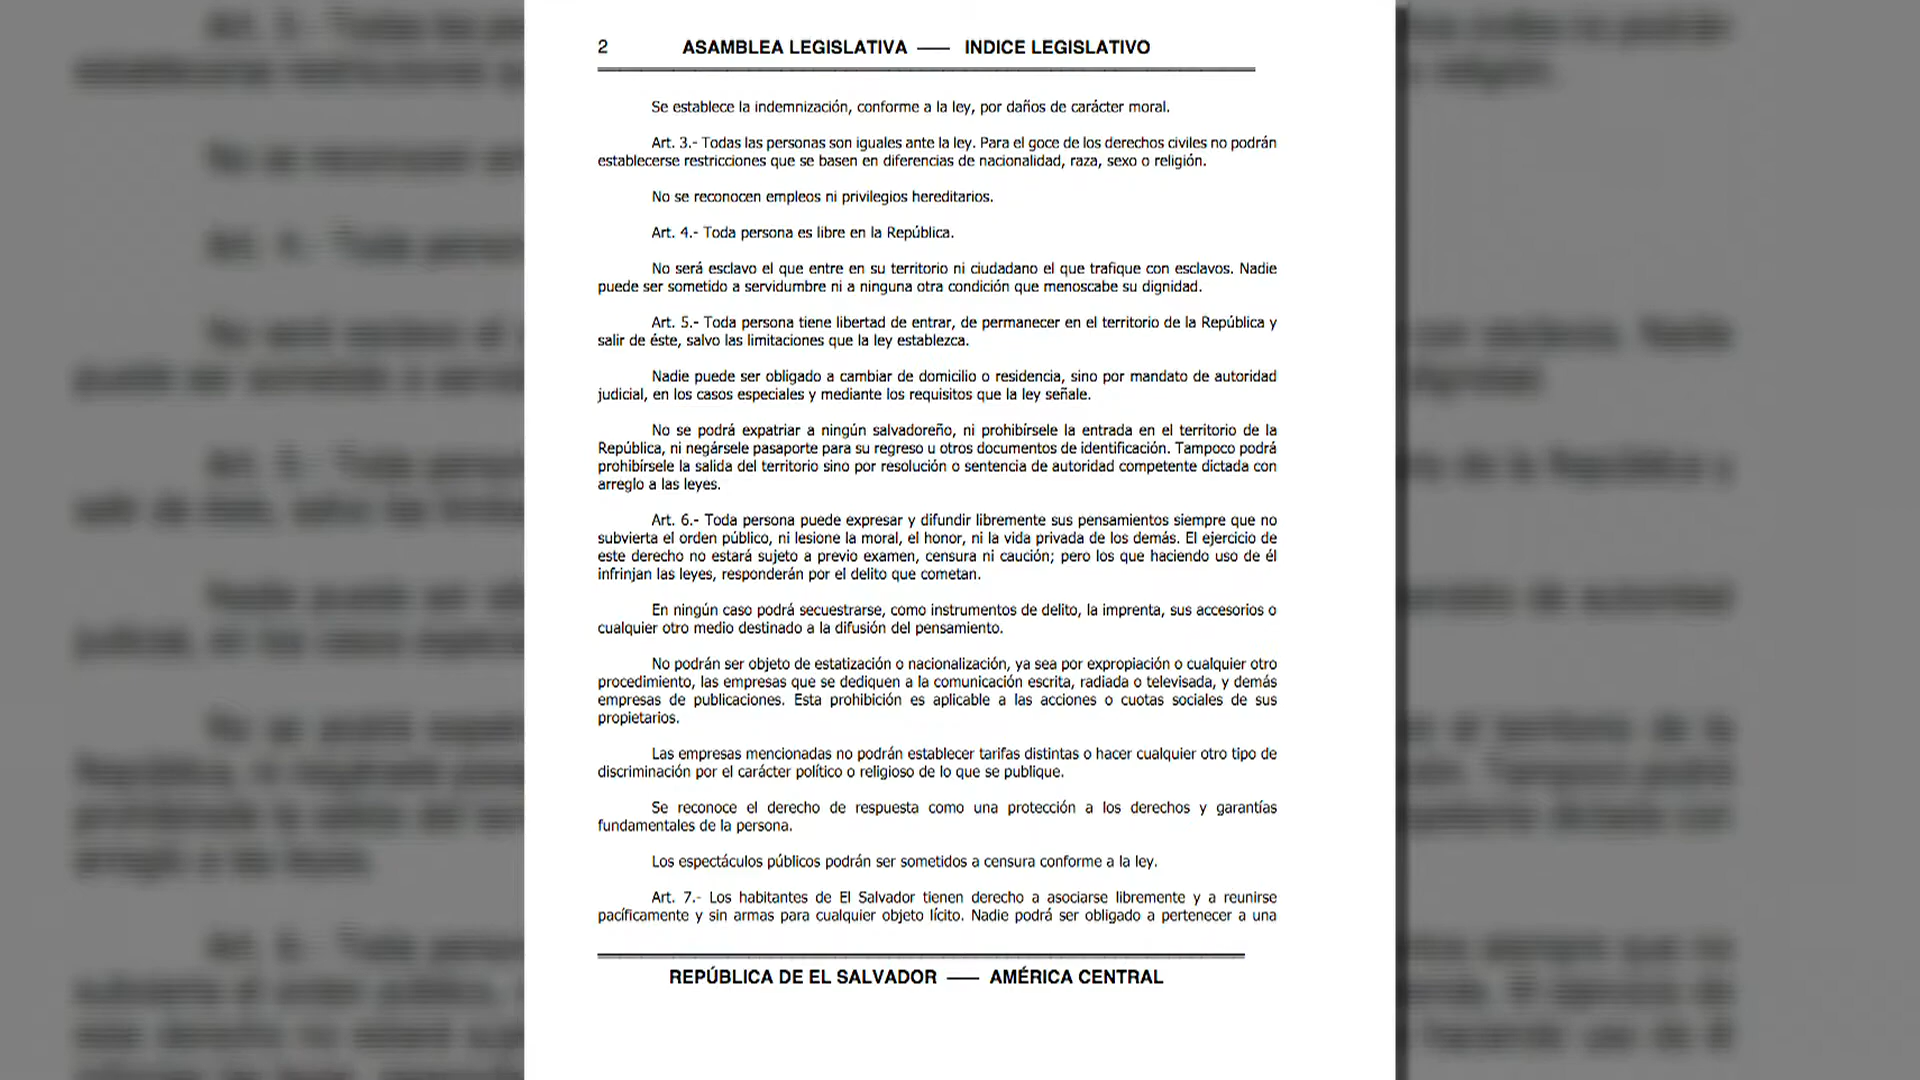 2 ASAMBLEA LEGISLATIVA —— INDICE LEGISLATIVO
Se establece la indemnización, conforme a la ley, por daños de carácter moral.
Art. 3.- Todas las personas son iguales ante la ley. Para el goce de los derechos civiles no podrán
establecerse restricciones que se basen en diferencias de nacionalidad, raza, sexo o religión.
No se reconocen empleos ni privilegios hereditarios.
Art. 4.- Toda persona es libre en la República.
No será esclavo el que entre en su territorio ni ciudadano el que trafique con esclavos. Nadie
puede ser sometido a servidumbre ni a ninguna otra condición que menoscabe su dignidad.
Art. 5.- Toda persona tiene libertad de entrar, de permanecer en el territorio de la República y
salir de éste, salvo las limitaciones que la ley establezca.
Nadie puede ser obligado a cambiar de domicilio o residencia, sino por mandato de autoridad
judicial, en los casos especiales y mediante los requisitos que la ley señale.
No se podrá expatriar a ningún salvadoreño, ni prohibírsele la entrada en el territorio de la
República, ni negársele pasaporte para su regreso u otros documentos de identificación. Tampoco podrá
prohibírsele la salida del territorio sino por resolución o sentencia de autoridad competente dictada con
arreglo a las leyes.
Art. 6.- Toda persona puede expresar y difundir libremente sus pensamientos siempre que no
subvierta el orden público, ni lesione la moral, el honor, ni la vida privada de los demás. El ejercicio de
este derecho no estará sujeto a previo examen, censura ni caución; pero los que haciendo uso de él
infrinjan las leyes, responderán por el delito que cometan.
En ningún caso podrá secuestrarse, como instrumentos de delito, la imprenta, sus accesorios o
cualquier otro medio destinado a la difusión del pensamiento.
No podrán ser objeto de estatización o nacionalización, ya sea por expropiación o cualquier otro
procedimiento, las empresas que se dediquen a la comunicación escrita, radiada o televisada, y demás
empresas de publicaciones. Esta prohibición es aplicable a las acciones o cuotas sociales de sus
propietarios.
Las empresas mencionadas no podrán establecer tarifas distintas o hacer cualquier otro tipo de
discriminación por el carácter político o religioso de lo que se publique.
Se reconoce el derecho de respuesta como una protección a los derechos y garantías
fundamentales de la persona.
Los espectáculos públicos podrán ser sometidos a censura conforme a la ley.
Art. 7.- Los habitantes de El Salvador tienen derecho a asociarse libremente y a reunirse
pacíficamente y sin armas para cualquier objeto lícito. Nadie podrá ser obligado a pertenecer a una
REPÚBLICA DE EL SALVADOR —— AMÉRICA CENTRAL